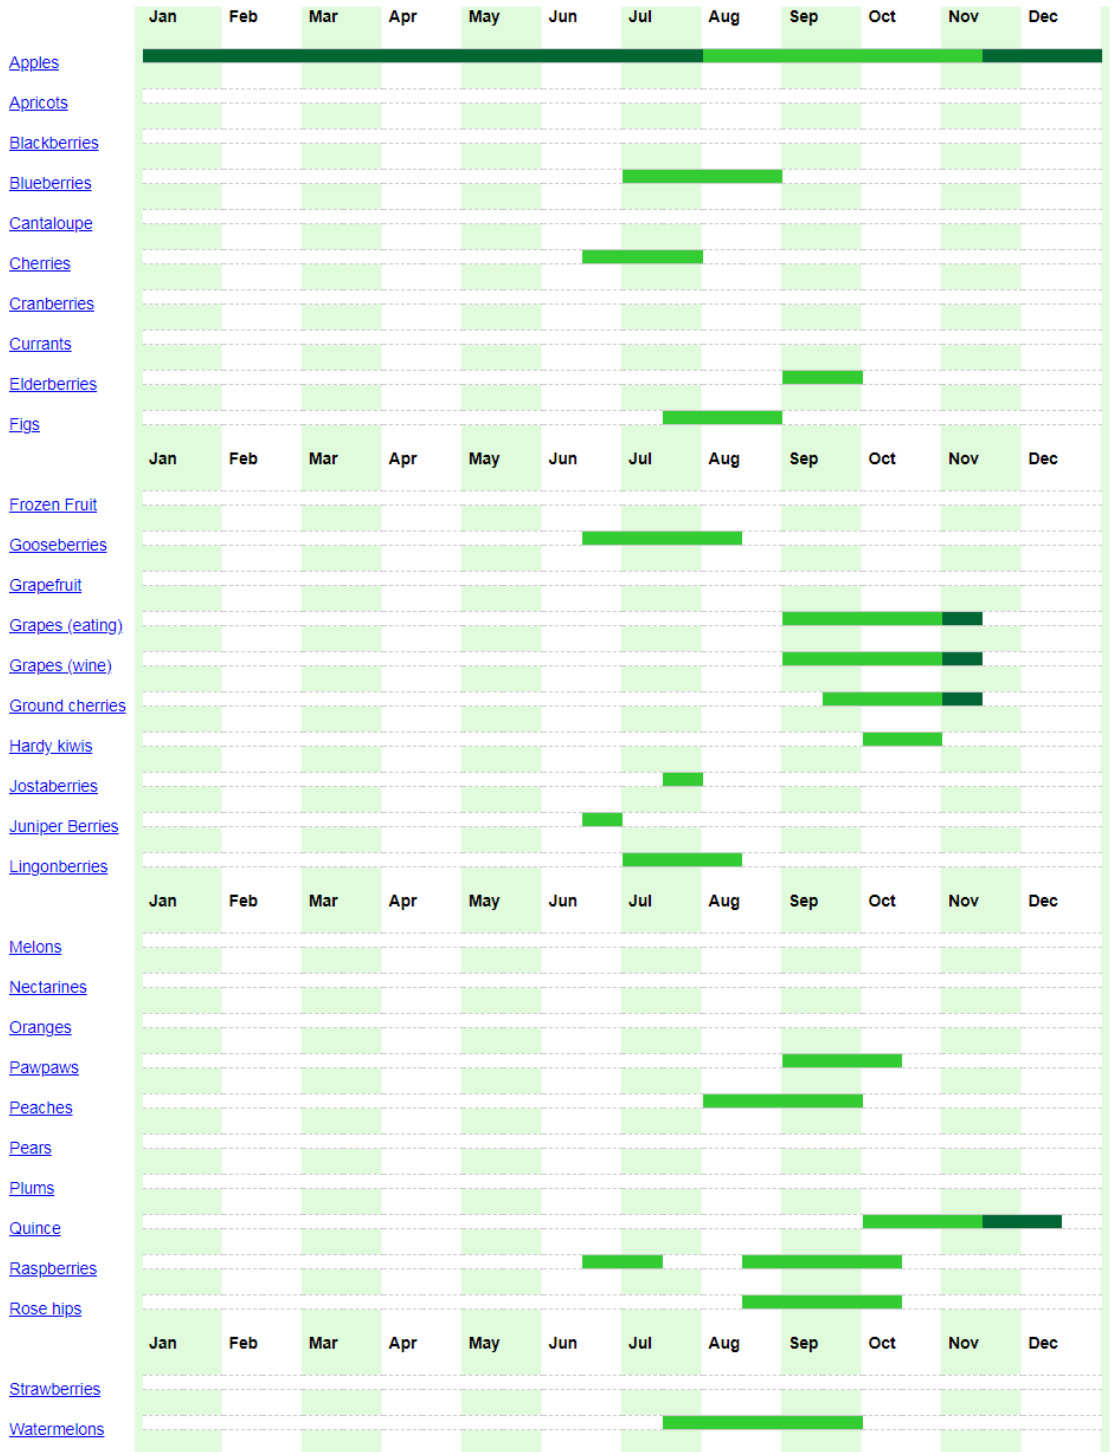 Jan Feb Mar Apr May Jun Jul Aug Sep Oct Nov Dec
Apples
Apricots
Blackberries
Blueberries
Cantaloupe
Cherries
Cranberries
Currants
Elderberries
Figs
Jan Feb Mar Apr May Jun Jul Aug Sep Oct Nov Dec
Frozen Fruit
Gooseberries
Grapefruit
Grapes (eating)
Grapes (wine)
Ground cherries
Hardy kiwis
Jostaberries
Juniper Berries
Lingonberries
Jan Feb Mar Apr May Jun Jul Aug Sep Oct Nov Dec
Melons
Nectarines
Oranges
Pawpaws
Peaches
Pears
Plums
Quince
Raspberries
Rose hips
Jan Feb Mar Apr May Jun Jul Aug Sep Oct Nov Dec
Strawberries
Watermelons